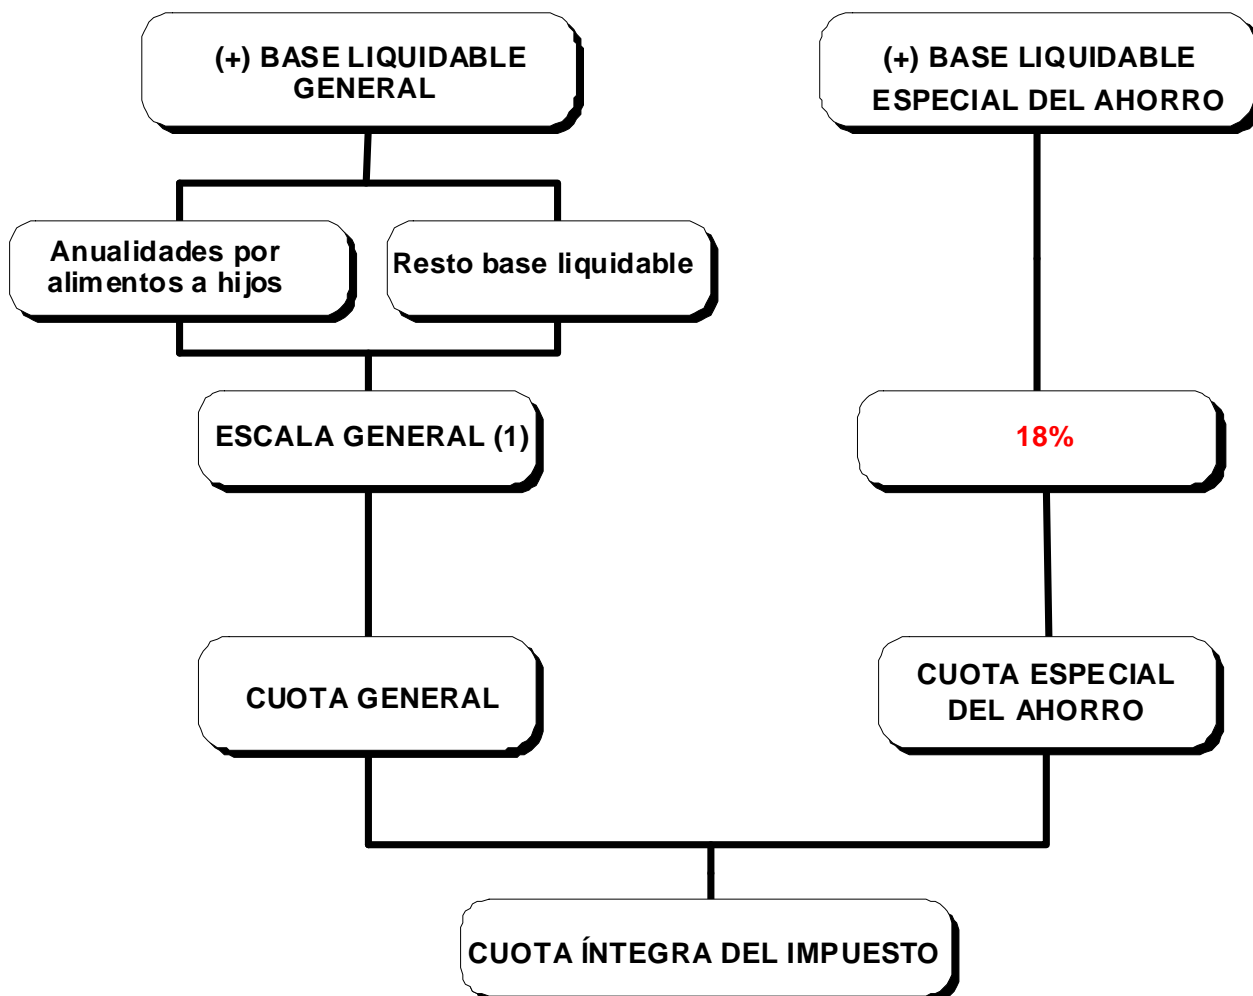 (+) BASE LIQUIDABLE
GENERAL
(+) BASE LIQUIDABLE
ESPECIAL DEL AHORRO
Anualidades por
alimentos a hijos
Resto base liquidable
ESCALA GENERAL (1)
18%
CUOTA GENERAL
CUOTA ESPECIAL
DEL AHORRO
CUOTA ÍNTEGRA DEL IMPUESTO